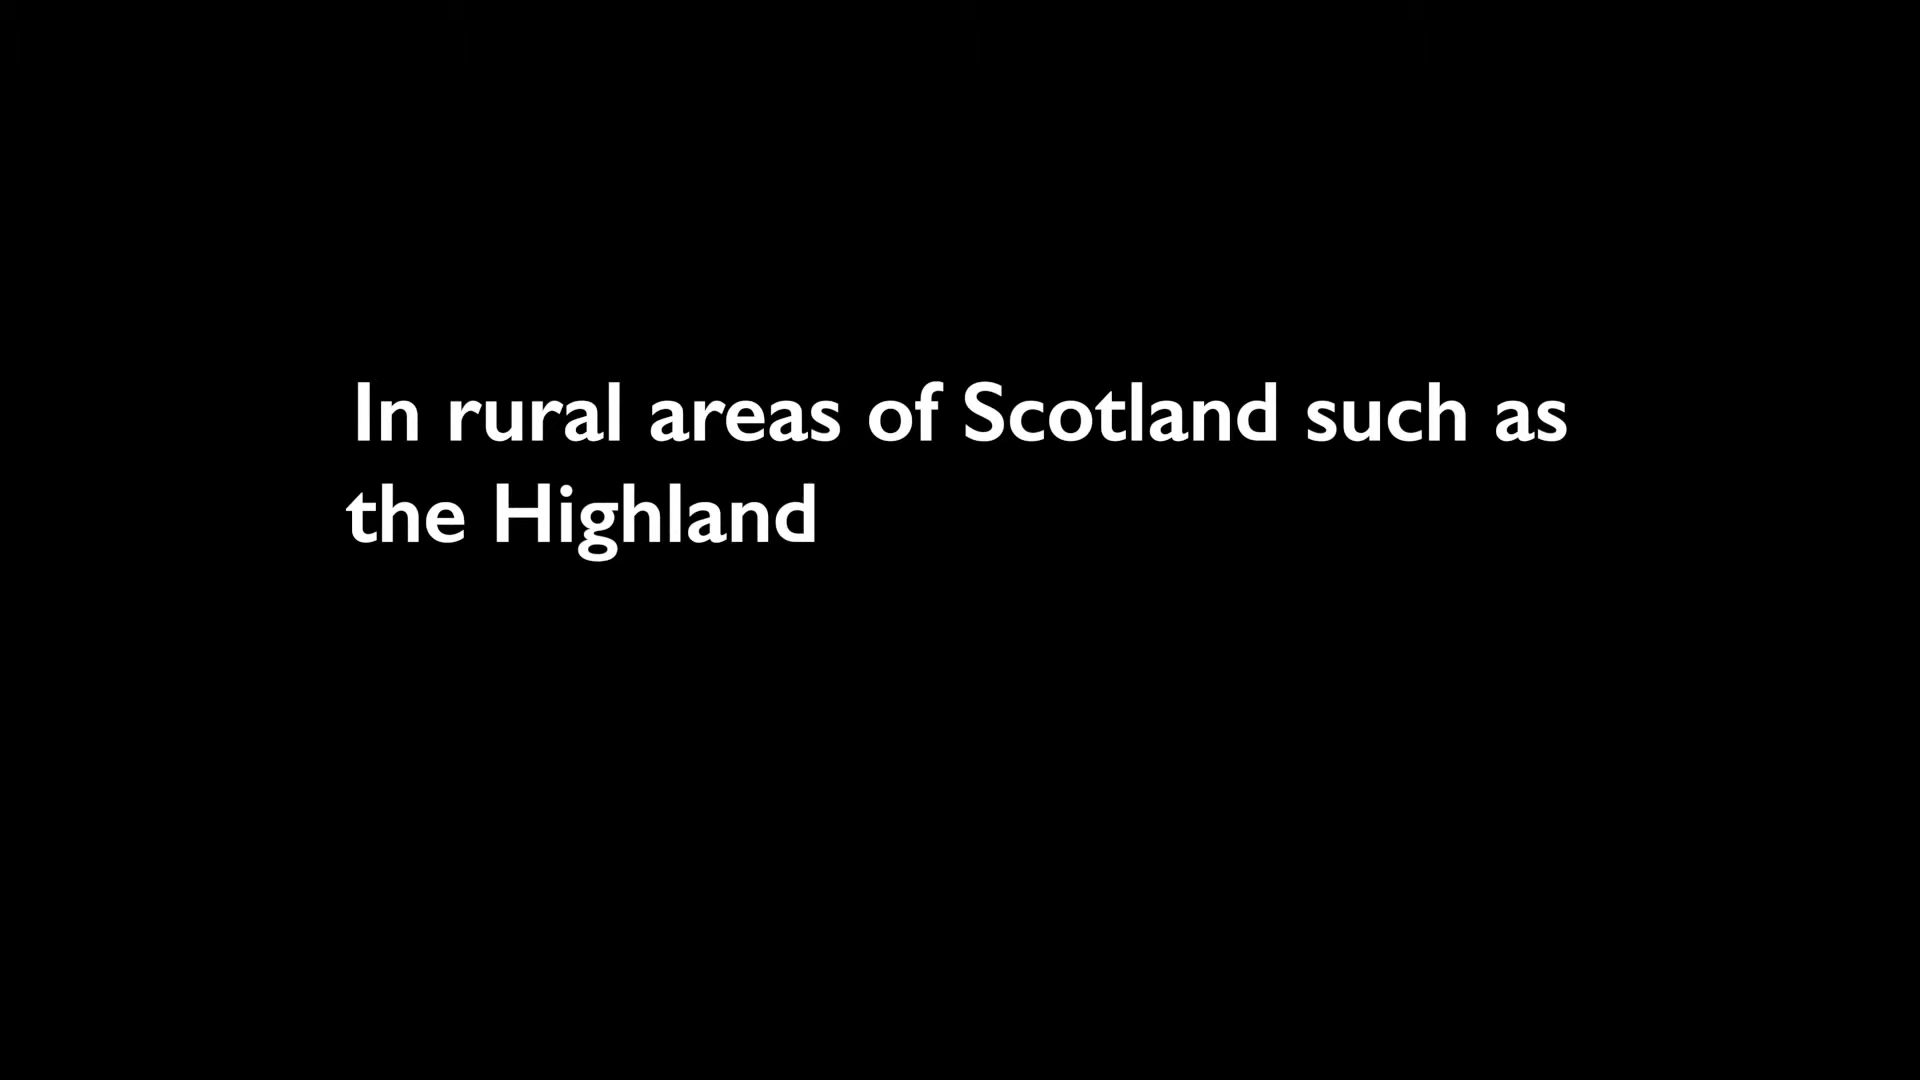 In rural areas of Scotland such as
the Highland